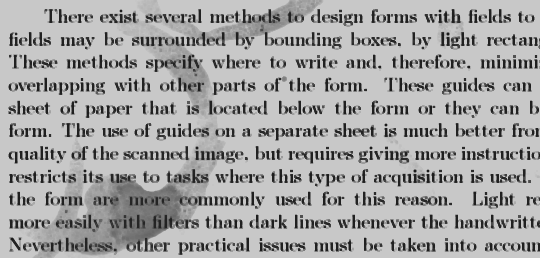 There exist several methods to design forms with fields to
fields may be surrounded by bounding boxes, by light rectan
These methods specify where to write and, therefore, minimi
overlapping with other parts of the form. These guides can
sheet of paper that is located below the form or they can b
form. The use of guides on a separate sheet is much better fro
quality of the scanned image, but requires giving more instructio
restricts its use to tasks where this type of acquisition is used.
the form are more commonly used for this reason. Light re
more easily with filters than dark lines whenever the handwritt
Nevertheless, other practical issues must be taken into accoun